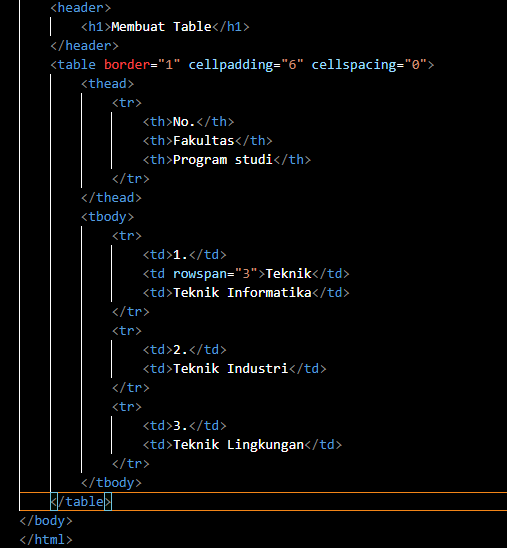 <header>
<h1>Membuat Table</h1>
</header>
<table border="1" cellpadding="6" cellspacing="0">
<thead>
<tr>
<th>No.</th>
<th>Fakultas</th>
<th>Program studi</th>
</tr>
</thead>
<tbody>
<tr>
<td>1.</td>
<td rowspan="3">Teknik</td>
<td>Teknik Informatika</td>
</tr>
<tr>
<td>2.</td>
<td>Teknik Industri</td>
</tr>
<tr>
<td>3.</td>
<td>Teknik Lingkungan</td>
</tr>
</tbody>
</table>
</body>
</html>